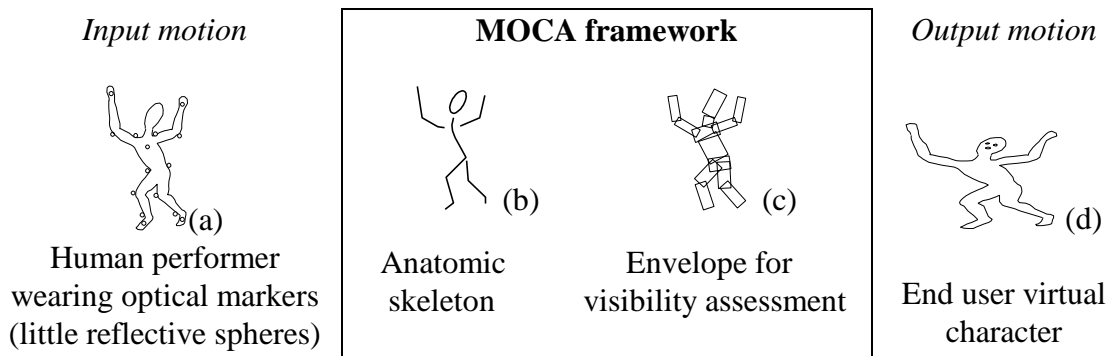 Input motion
MOCA framework
Output motion
(a)
(b)
(c)
(d)
Human performer
wearing optical markers
(little reflective spheres)
Anatomic
skeleton
Envelope for
visibility assessment
End user virtual
character